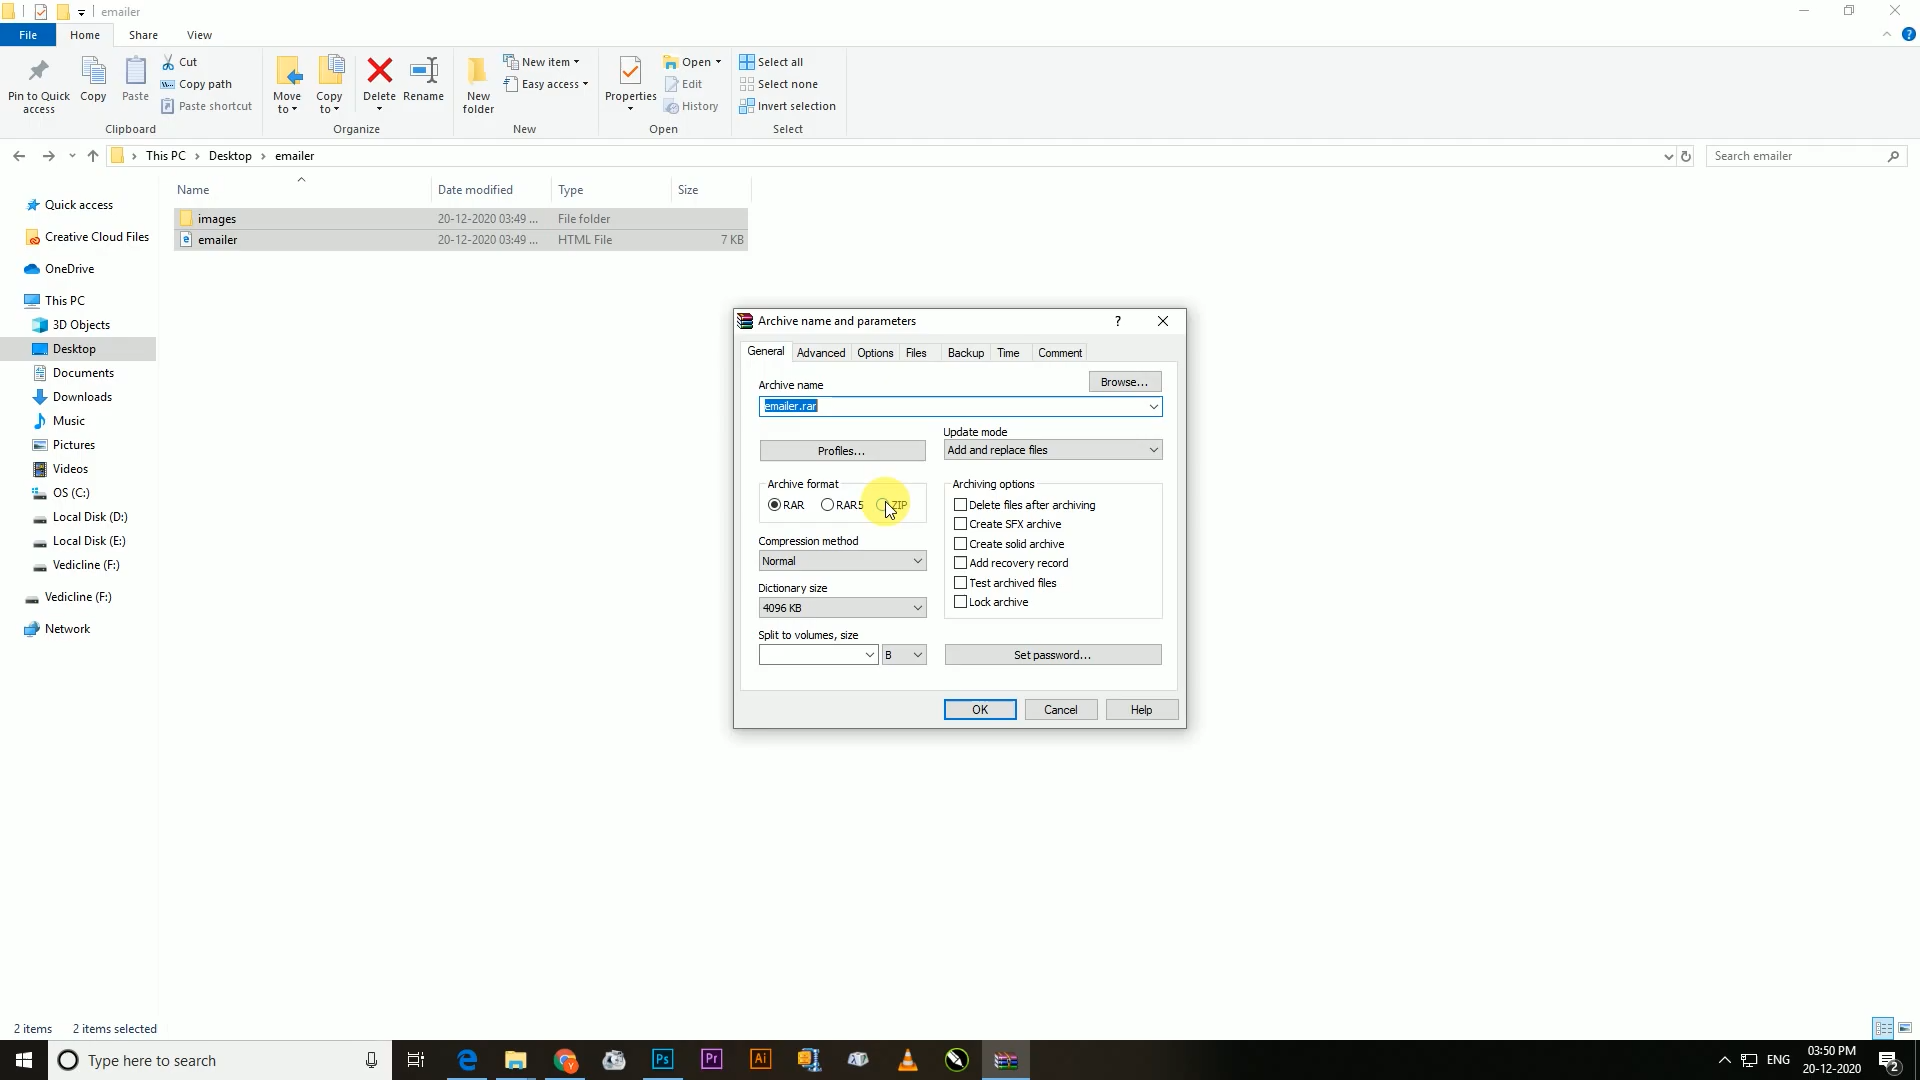 emailer
File
Home
Share
View
?
Pin to Quick
access
Copy
Paste
Cut
Copy path
Paste shortcut
Clipboard
Move
to
Copy
to
Delete
Rename
Organize
New
folder
New item
Easy access
New
Properties
Open
Edit
History
Open
Select all
Select none
Invert selection
Select
This PC
Desktop
emailer
Search emailer
Name
Date modified
Type
Size
images
20-12-2020 03:49 ...
File folder
emailer
20-12-2020 03:49 ...
HTML File
7 KB
Quick access
Creative Cloud Files
OneDrive
This PC
3D Objects
Desktop
Documents
Downloads
Music
Pictures
Videos
OS (C:)
Local Disk (D:)
Local Disk (E:)
Vedicline (F:)
Vedicline (F:)
Network
Archive name and parameters
?
General
Advanced
Options
Files
Backup
Time
Comment
Archive name
Browse...
emailer.rar
Profiles...
Update mode
Add and replace files
Archive format
RAR
RAR5
ZIP
Compression method
Normal
Dictionary size
4096 KB
Split to volumes, size
B
Archiving options
Delete files after archiving
Create SFX archive
Create solid archive
Add recovery record
Test archived files
Lock archive
Set password...
OK
Cancel
Help
2 items
2 items selected
Type here to search
Ps
Pr
Ai
ENG
03:50 PM
20-12-2020
2